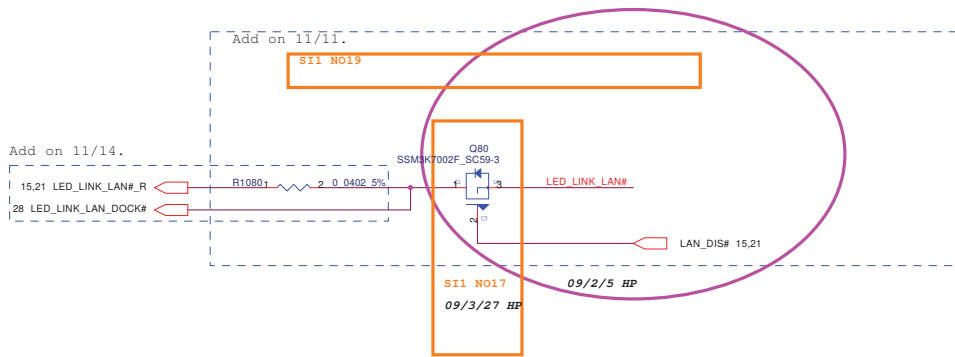 Add on 11/11.
SI1 NO19
Add on 11/14.
Q80
SSM3K7002F_SC59-3
15,21 LED_LINK_LAN#_R
R1080 1 2 0_0402_5%
1 D S 3
LED_LINK_LAN#
28 LED_LINK_LAN_DOCK#
2 G
LAN_DIS# 15,21
SI1 NO17
09/2/5 HP
09/3/27 HP